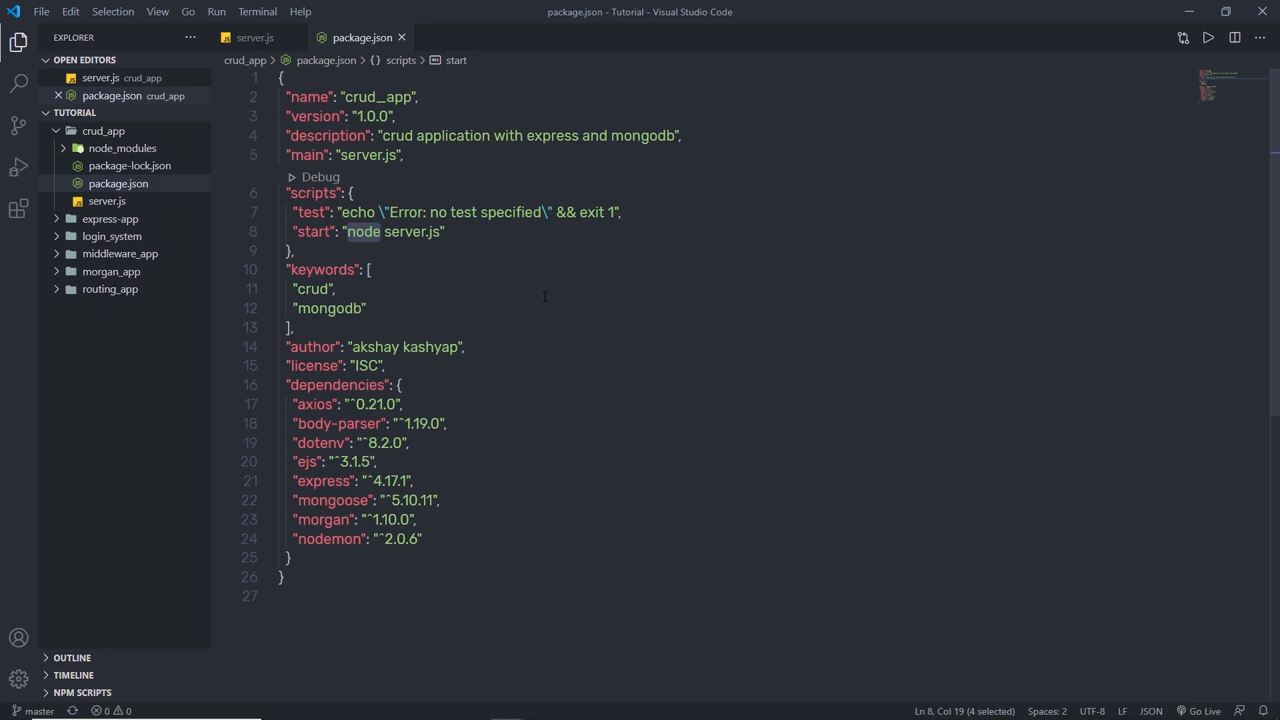 File Edit Selection View Go Run Terminal Help
package.json - Tutorial - Visual Studio Code
EXPLORER
OPEN EDITORS
server.js crud_app
package.json crud_app
TUTORIAL
crud_app
node_modules
package-lock.json
package.json
server.js
express-app
login_system
middleware_app
morgan_app
routing_app
OUTLINE
TIMELINE
NPM SCRIPTS
server.js
package.json
crud_app > package.json > {} scripts > start
1 {
2 "name": "crud_app",
3 "version": "1.0.0",
4 "description": "crud application with express and mongodb",
5 "main": "server.js",
Debug
6 "scripts": {
7 "test": "echo \"Error: no test specified\" && exit 1",
8 "start": "node server.js"
9 },
10 "keywords": [
11 "crud",
12 "mongodb"
13 ],
14 "author": "akshay kashyap",
15 "license": "ISC",
16 "dependencies": {
17 "axios": "^0.21.0",
18 "body-parser": "^1.19.0",
19 "dotenv": "^8.2.0",
20 "ejs": "^3.1.5",
21 "express": "^4.17.1",
22 "mongoose": "^5.10.11",
23 "morgan": "^1.10.0",
24 "nodemon": "^2.0.6"
25 }
26 }
27
master 0 0 Ln 8, Col 19 (4 selected) Spaces: 2 UTF-8 LF JSON Go Live